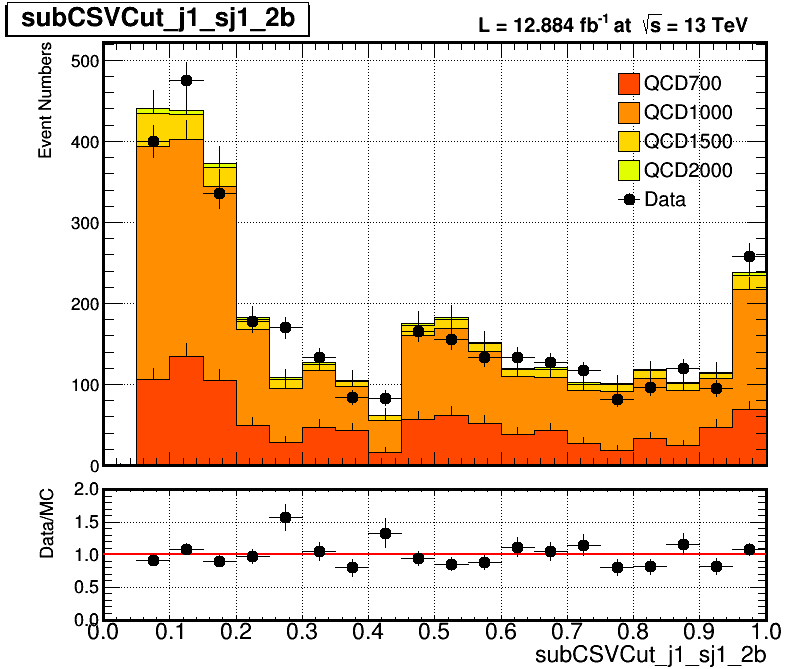 subCSVCut_j1_sj1_2b
L = 12.884 fb-1 at √s = 13 TeV
Event Numbers
500
400
300
200
100
0
QCD700
QCD1000
QCD1500
QCD2000
Data
Data/MC
2.0
1.5
1.0
0.5
0.0
0.0 0.1 0.2 0.3 0.4 0.5 0.6 0.7 0.8 0.9 1.0
subCSVCut_j1_sj1_2b